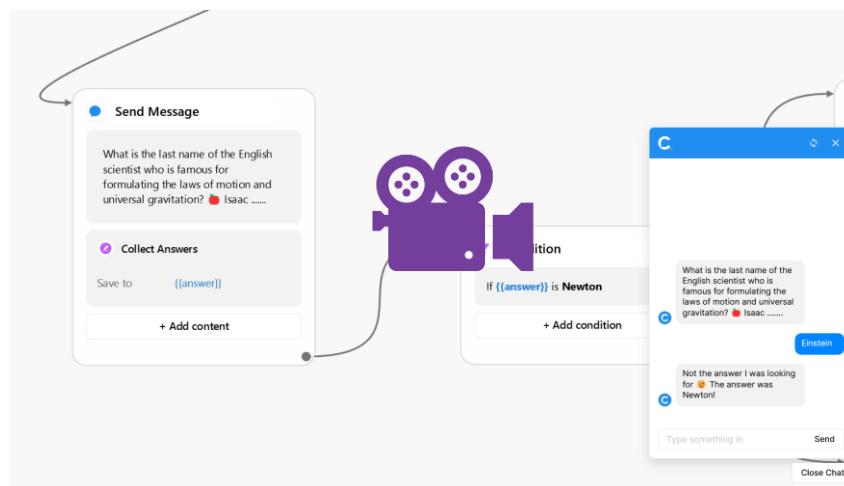 Send Message
What is the last name of the English
scientist who is famous for
formulating the laws of motion and
universal gravitation? 🍎 Isaac ......
Collect Answers
Save to {{answer}}
+ Add content
If {{answer}} is Newton
+ Add condition
C
What is the last name of the
English scientist who is
famous for formulating the
laws of motion and universal
gravitation? 🍎 Isaac .......
Einstein
Not the answer I was looking
for 😉 The answer was
Newton!
Type something in Send
Close Chat